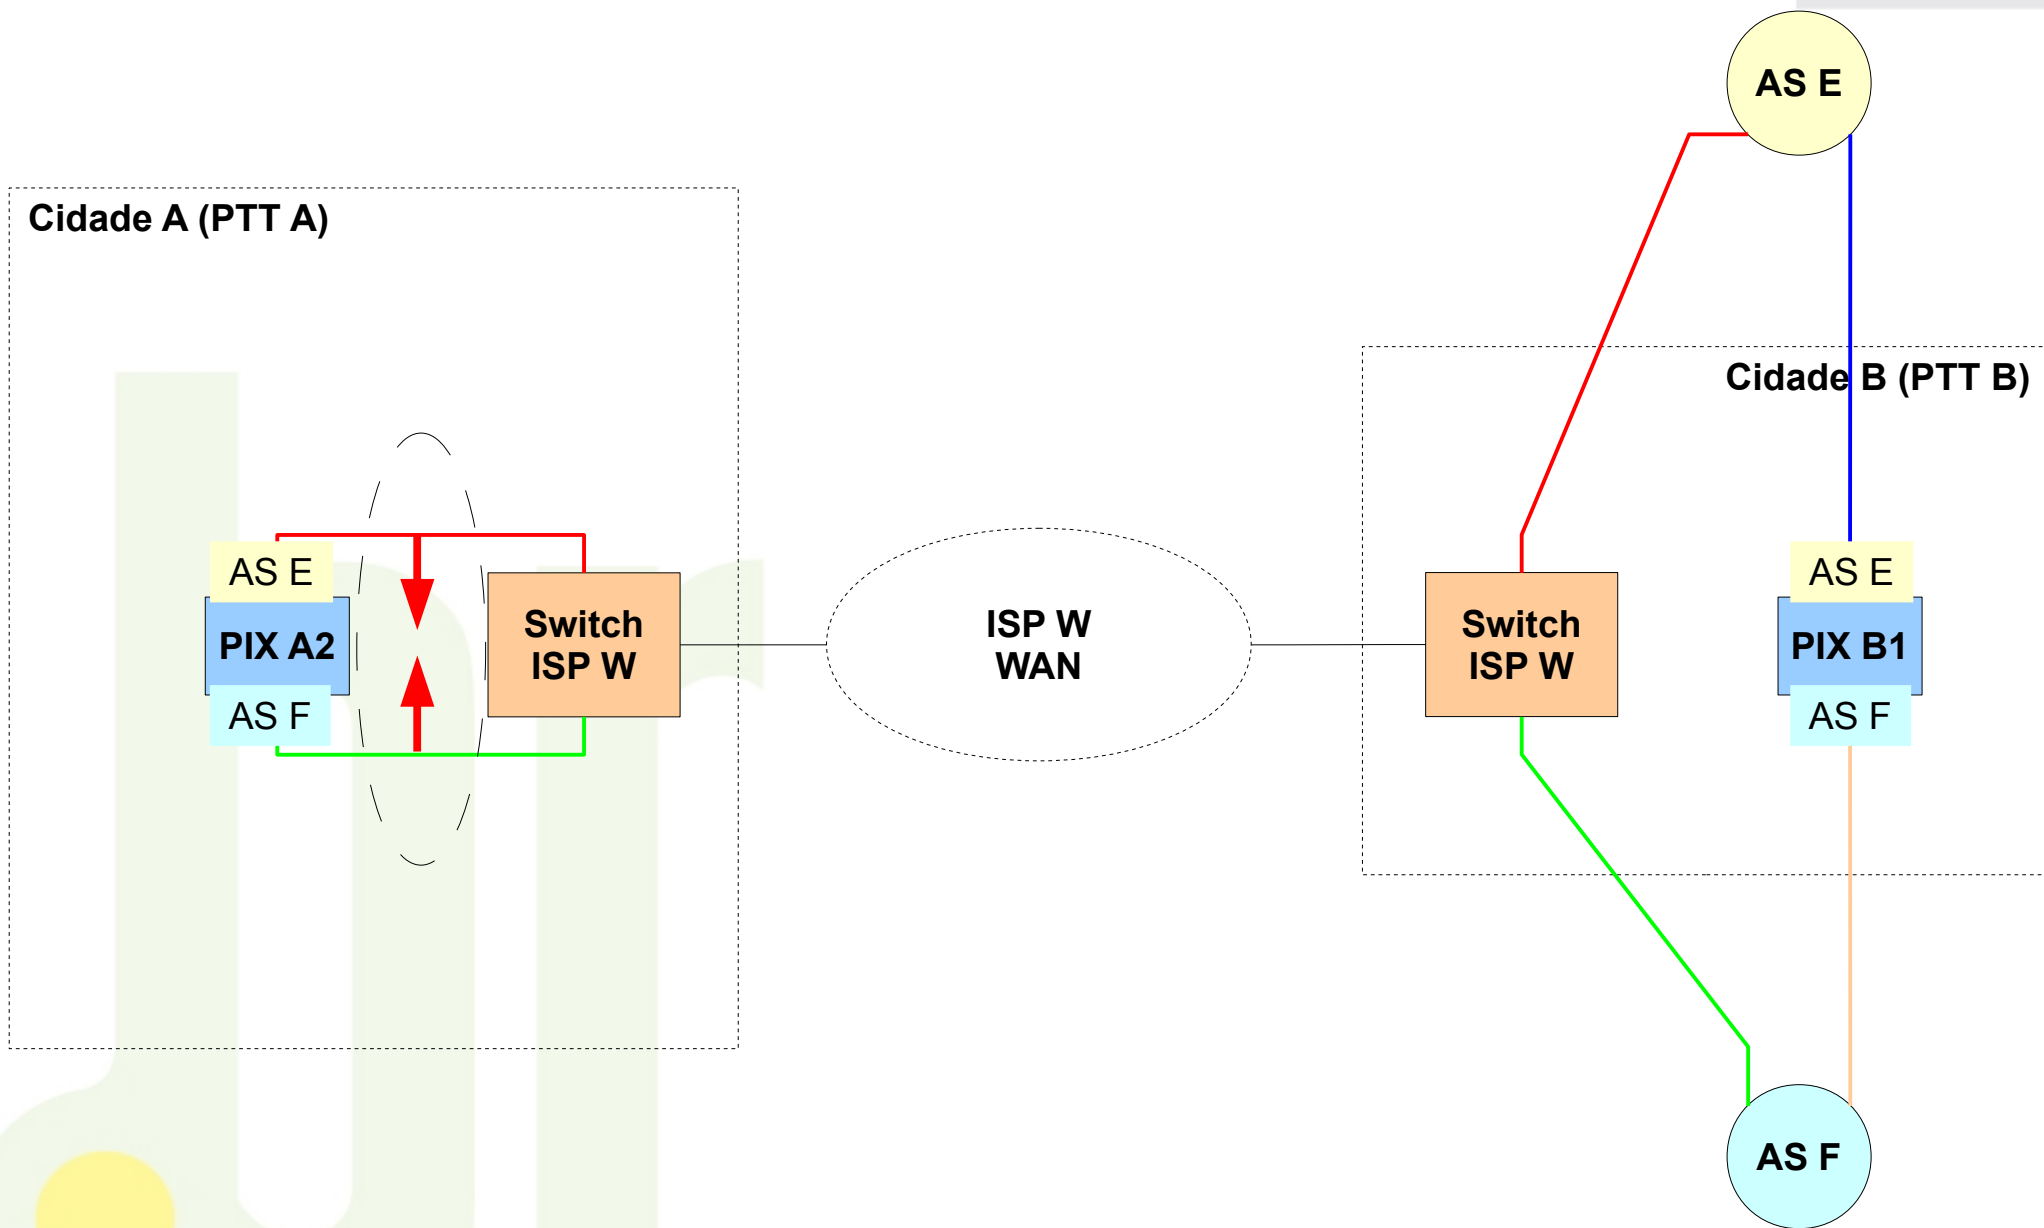 AS E
Cidade A (PTT A)
Cidade B (PTT B)
AS E
PIX A2
AS F
Switch
ISP W
ISP W
WAN
Switch
ISP W
AS E
PIX B1
AS F
AS F